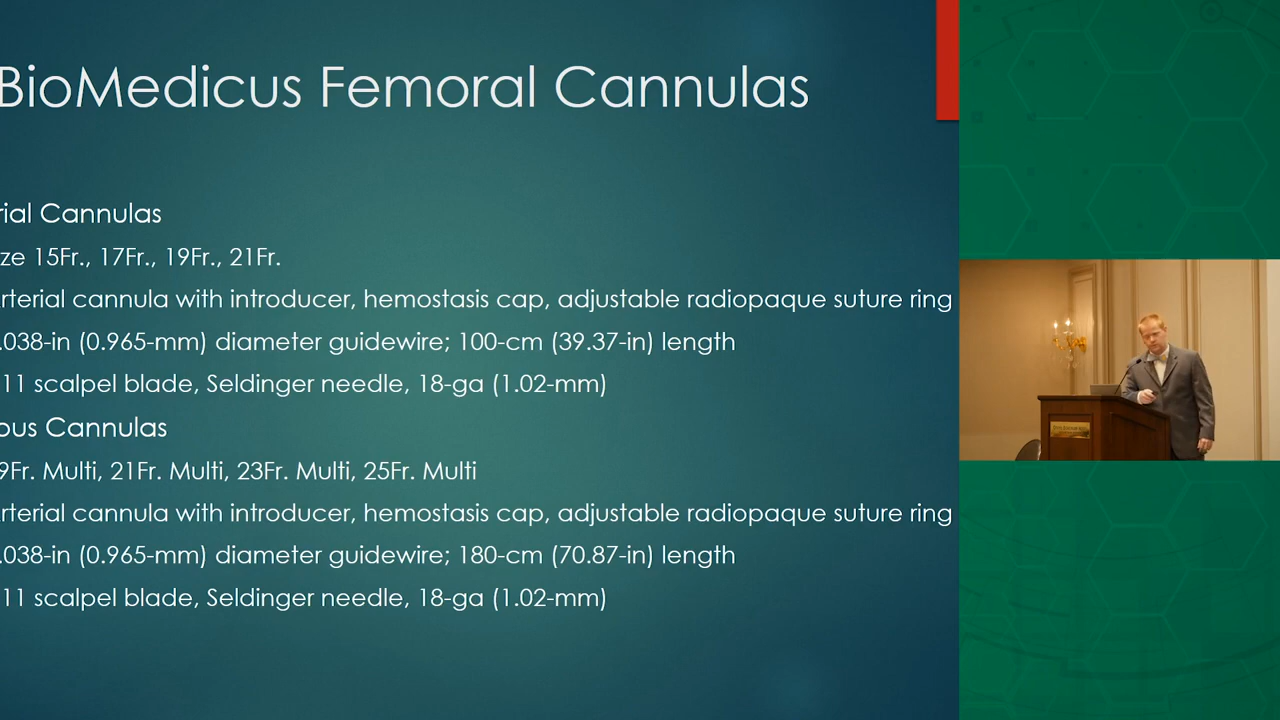 BioMedicus Femoral Cannulas
rial Cannulas
ze 15Fr., 17Fr., 19Fr., 21Fr.
rterial cannula with introducer, hemostasis cap, adjustable radiopaque suture ring
.038-in (0.965-mm) diameter guidewire; 100-cm (39.37-in) length
11 scalpel blade, Seldinger needle, 18-ga (1.02-mm)
ous Cannulas
9Fr. Multi, 21Fr. Multi, 23Fr. Multi, 25Fr. Multi
rterial cannula with introducer, hemostasis cap, adjustable radiopaque suture ring
.038-in (0.965-mm) diameter guidewire; 180-cm (70.87-in) length
11 scalpel blade, Seldinger needle, 18-ga (1.02-mm)